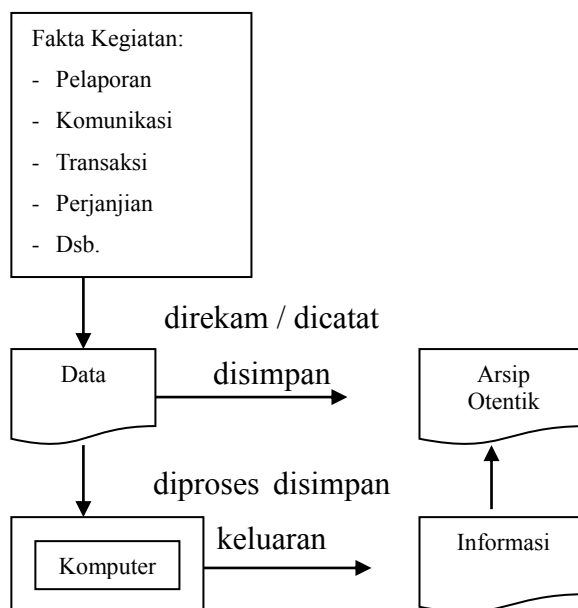 Fakta Kegiatan:
- Pelaporan
- Komunikasi
- Transaksi
- Perjanjian
- Dsb.
direkam / dicatat
Data
disimpan
Arsip
Otentik
diproses disimpan
Komputer
keluaran
Informasi